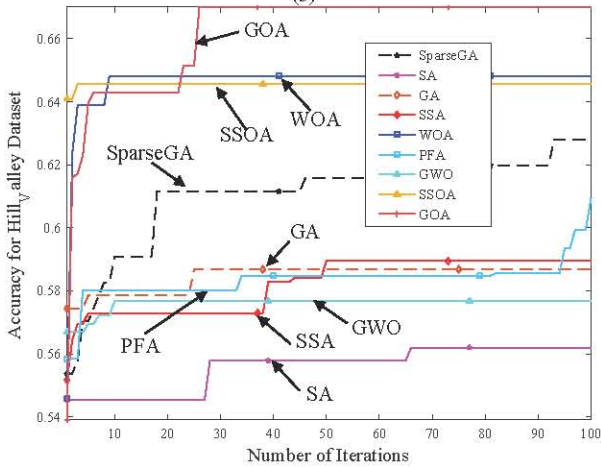 0.66
0.64
0.62
0.6
0.58
0.56
0.54
Accuracy for Hill_V alley Dataset
GOA
WOA
SSOA
SparseGA
GA
PFA
SSA
GWO
SA
SparseGA
SA
GA
SSA
WOA
PFA
GWO
SSOA
GOA
10 20 30 40 50 60 70 80 90 100
Number of Iterations